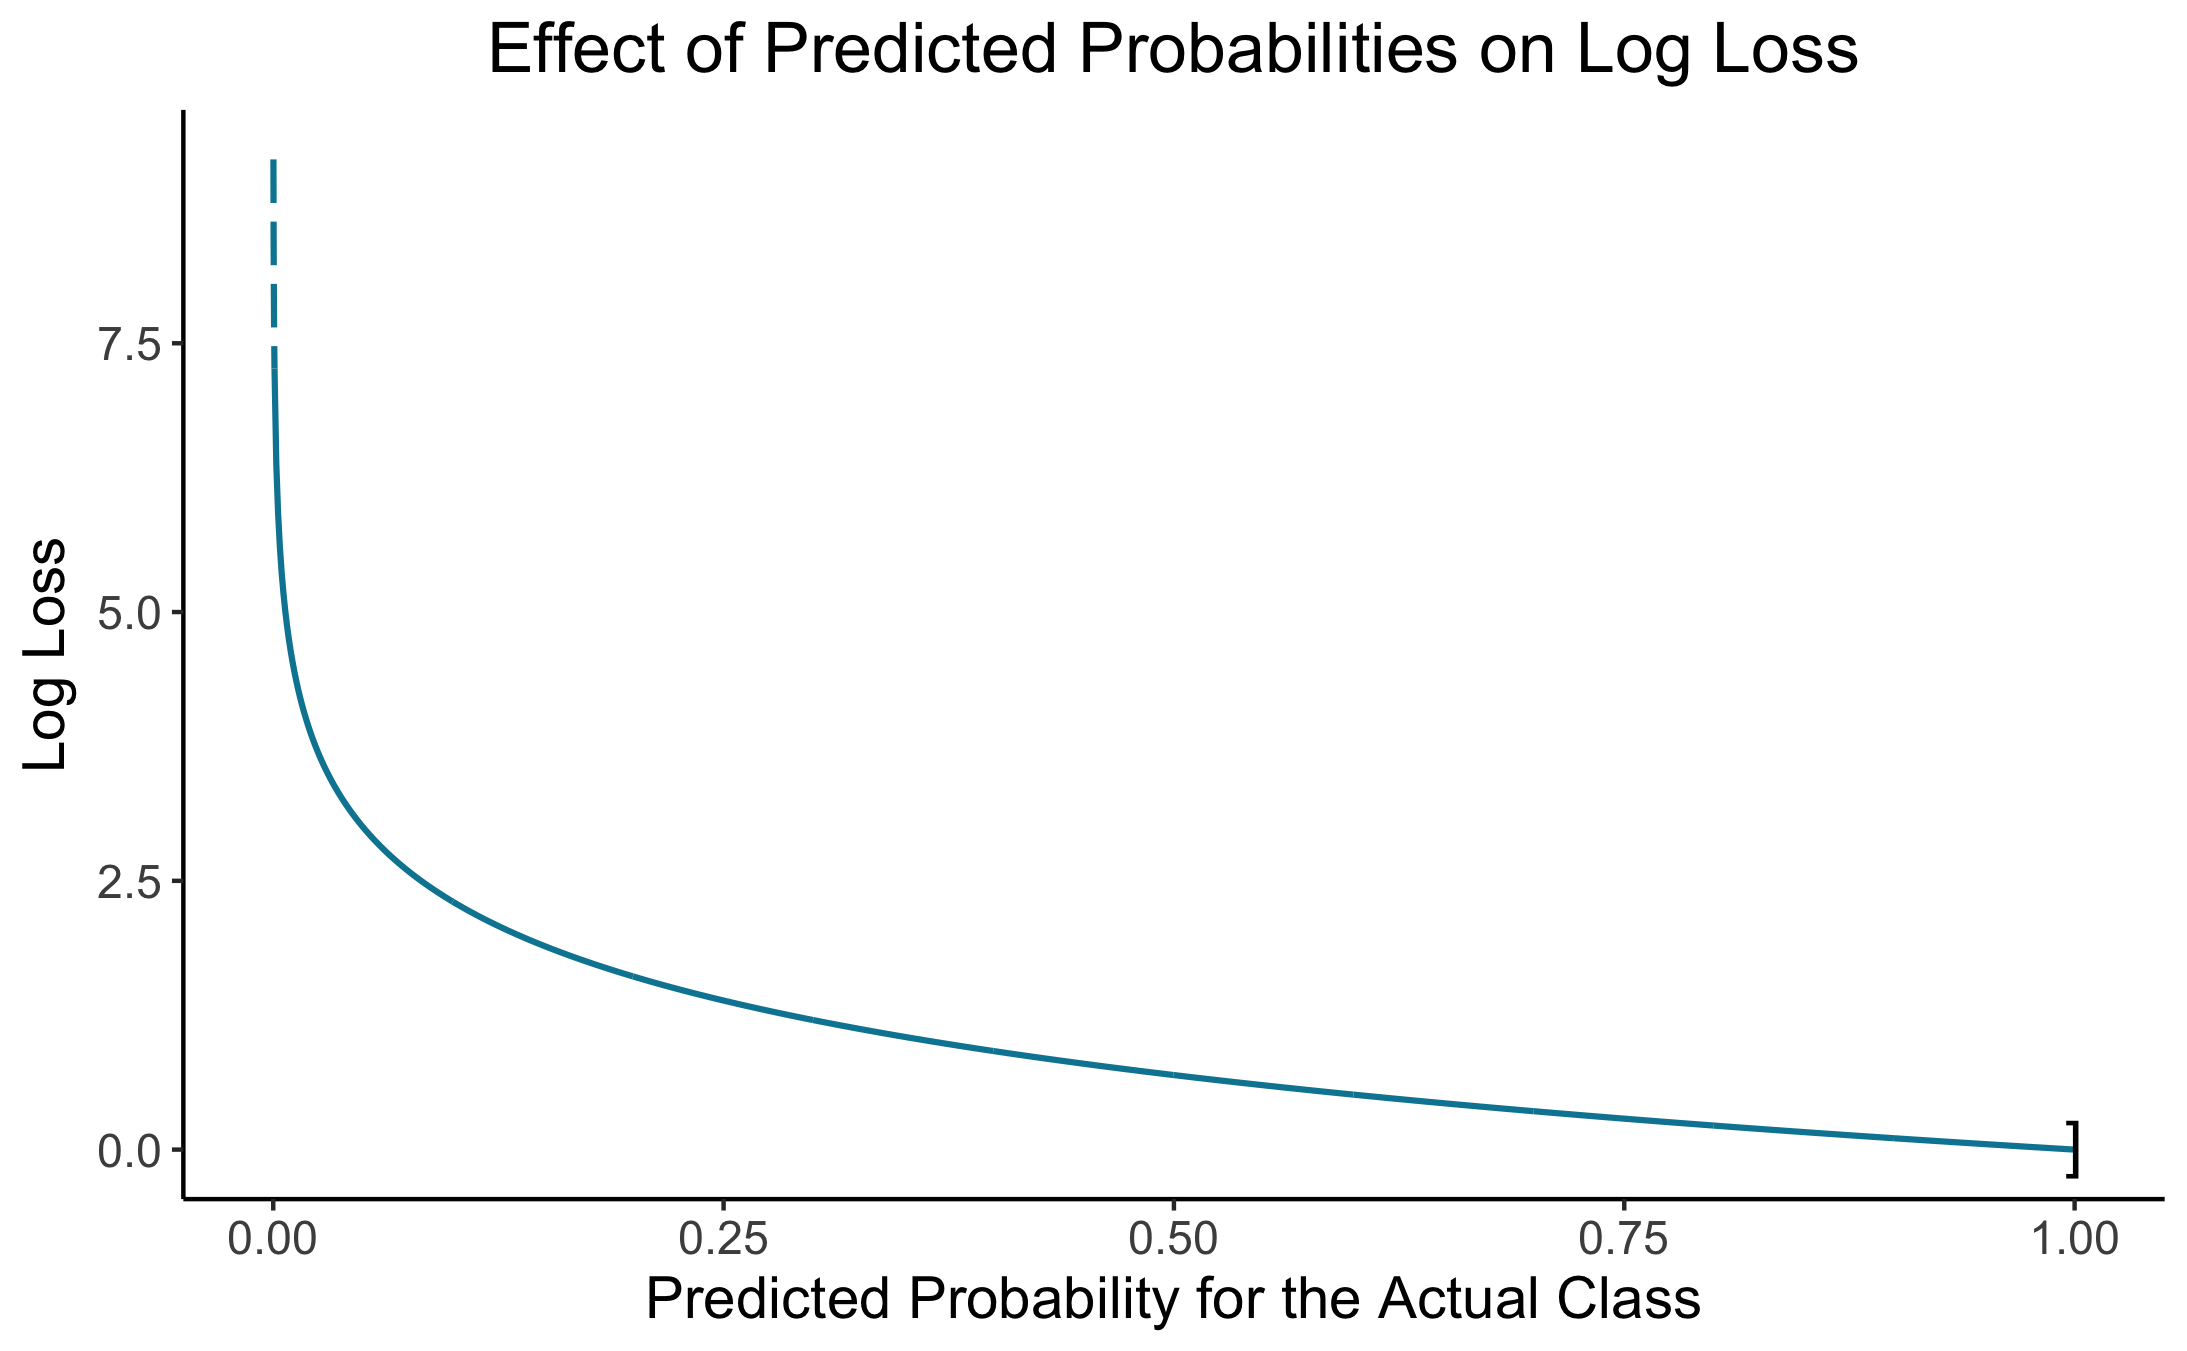 Effect of Predicted Probabilities on Log Loss
Log Loss
7.5
5.0
2.5
0.0
]
0.00 0.25 0.50 0.75 1.00
Predicted Probability for the Actual Class